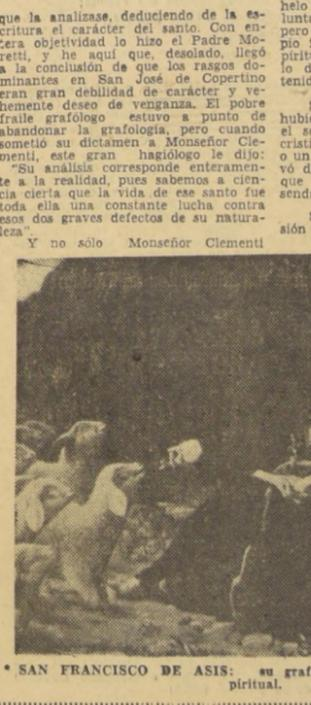 que la analizase, deduciendo de la es-
critura el carácter del santo. Con en-
tera objetividad lo hizo el Padre Mo-
retti, y he aquí que, desolado, llegó
a la conclusión de que los rasgos do-
minantes en San José de Copertino
eran gran debilidad de carácter y ve-
hemente deseo de venganza. El pobre
fraile grafólogo estuvo a punto de
abandonar la grafología, pero cuando
sometió su dictamen a Monseñor Cle-
menti, este gran hagiólogo le dijo:
"Su análisis corresponde enteramen-
te a la realidad, pues sabemos a cien-
cia cierta que la vida de ese santo fue
toda ella una constante lucha contra
esos dos graves defectos de su natura-
leza".
Y no sólo Monseñor Clementi
helo
lunta
pero
pio
pírit
lo d
tenid
hubi
el s
cristi
o un
vó d
que
send
sión
* SAN FRANCISCO DE ASIS: su graf
piritual.